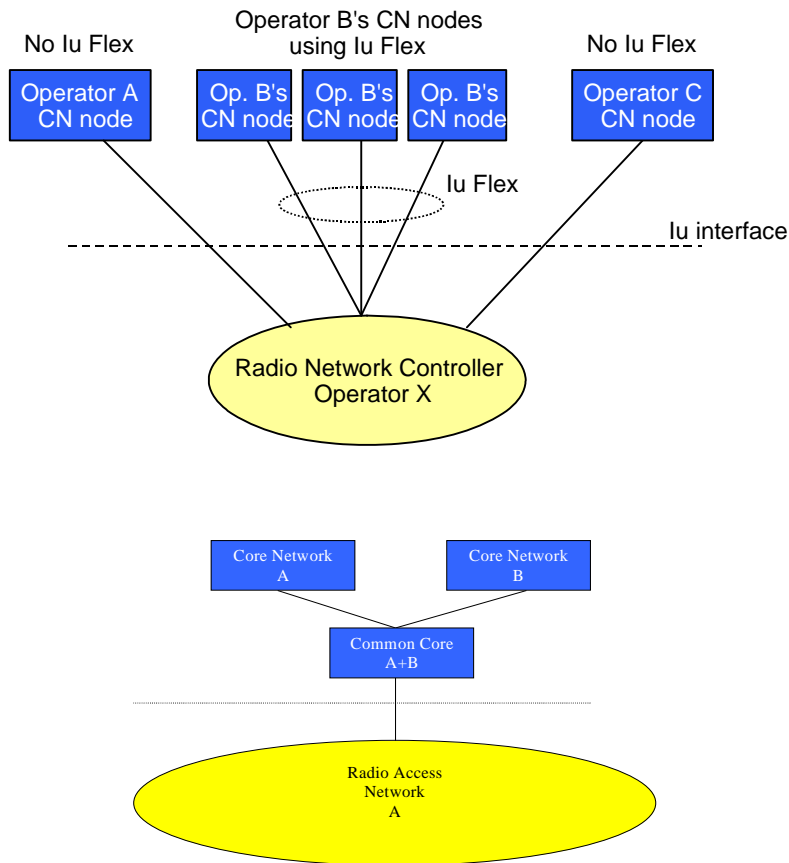 Operator B's CN nodes
using Iu Flex
No Iu Flex
No Iu Flex
Operator A
CN node
Op. B's
CN node
Op. B's
CN node
Op. B's
CN node
Operator C
CN node
Iu Flex
Iu interface
Radio Network Controller
Operator X
Core Network
A
Core Network
B
Common Core
A+B
Radio Access
Network
A